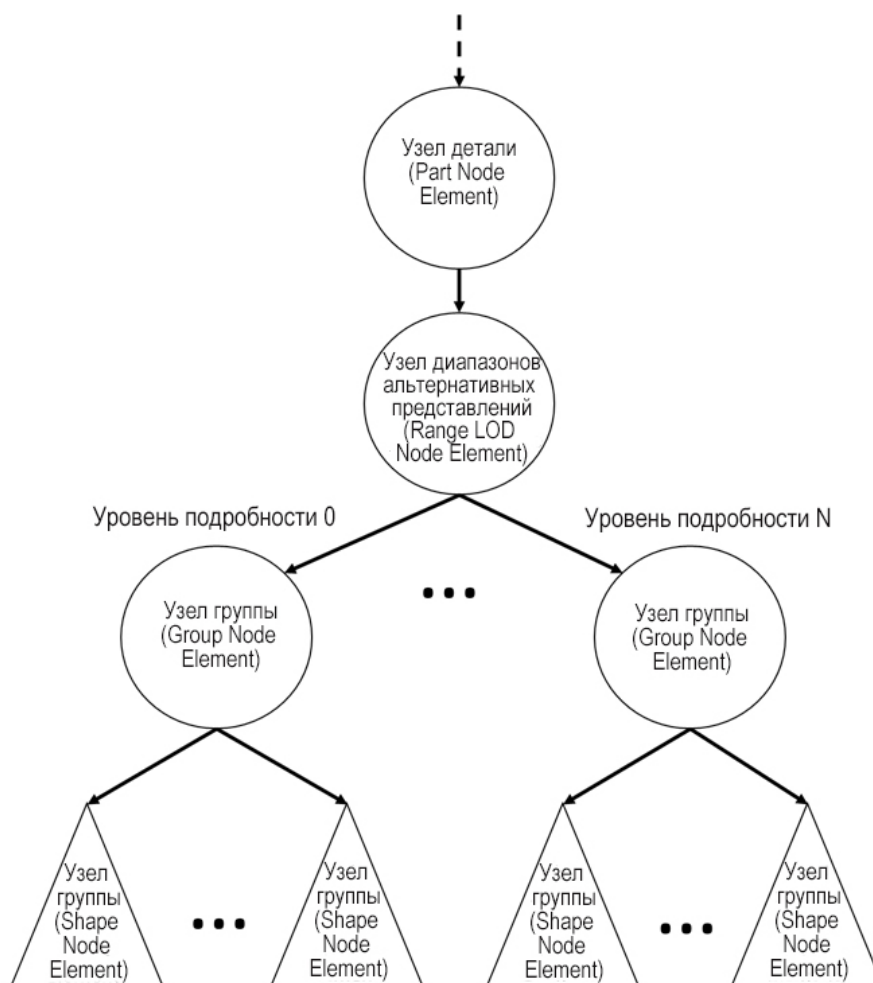 Узел детали
(Part Node
Element)
Узел диапазонов
альтернативных
представлений
(Range LOD
Node Element)
Уровень подробности 0
Уровень подробности N
Узел группы
(Group Node
Element)
Узел группы
(Group Node
Element)
Узел
группы
(Shape
Node
Element)
Узел
группы
(Shape
Node
Element)
Узел
группы
(Shape
Node
Element)
Узел
группы
(Shape
Node
Element)